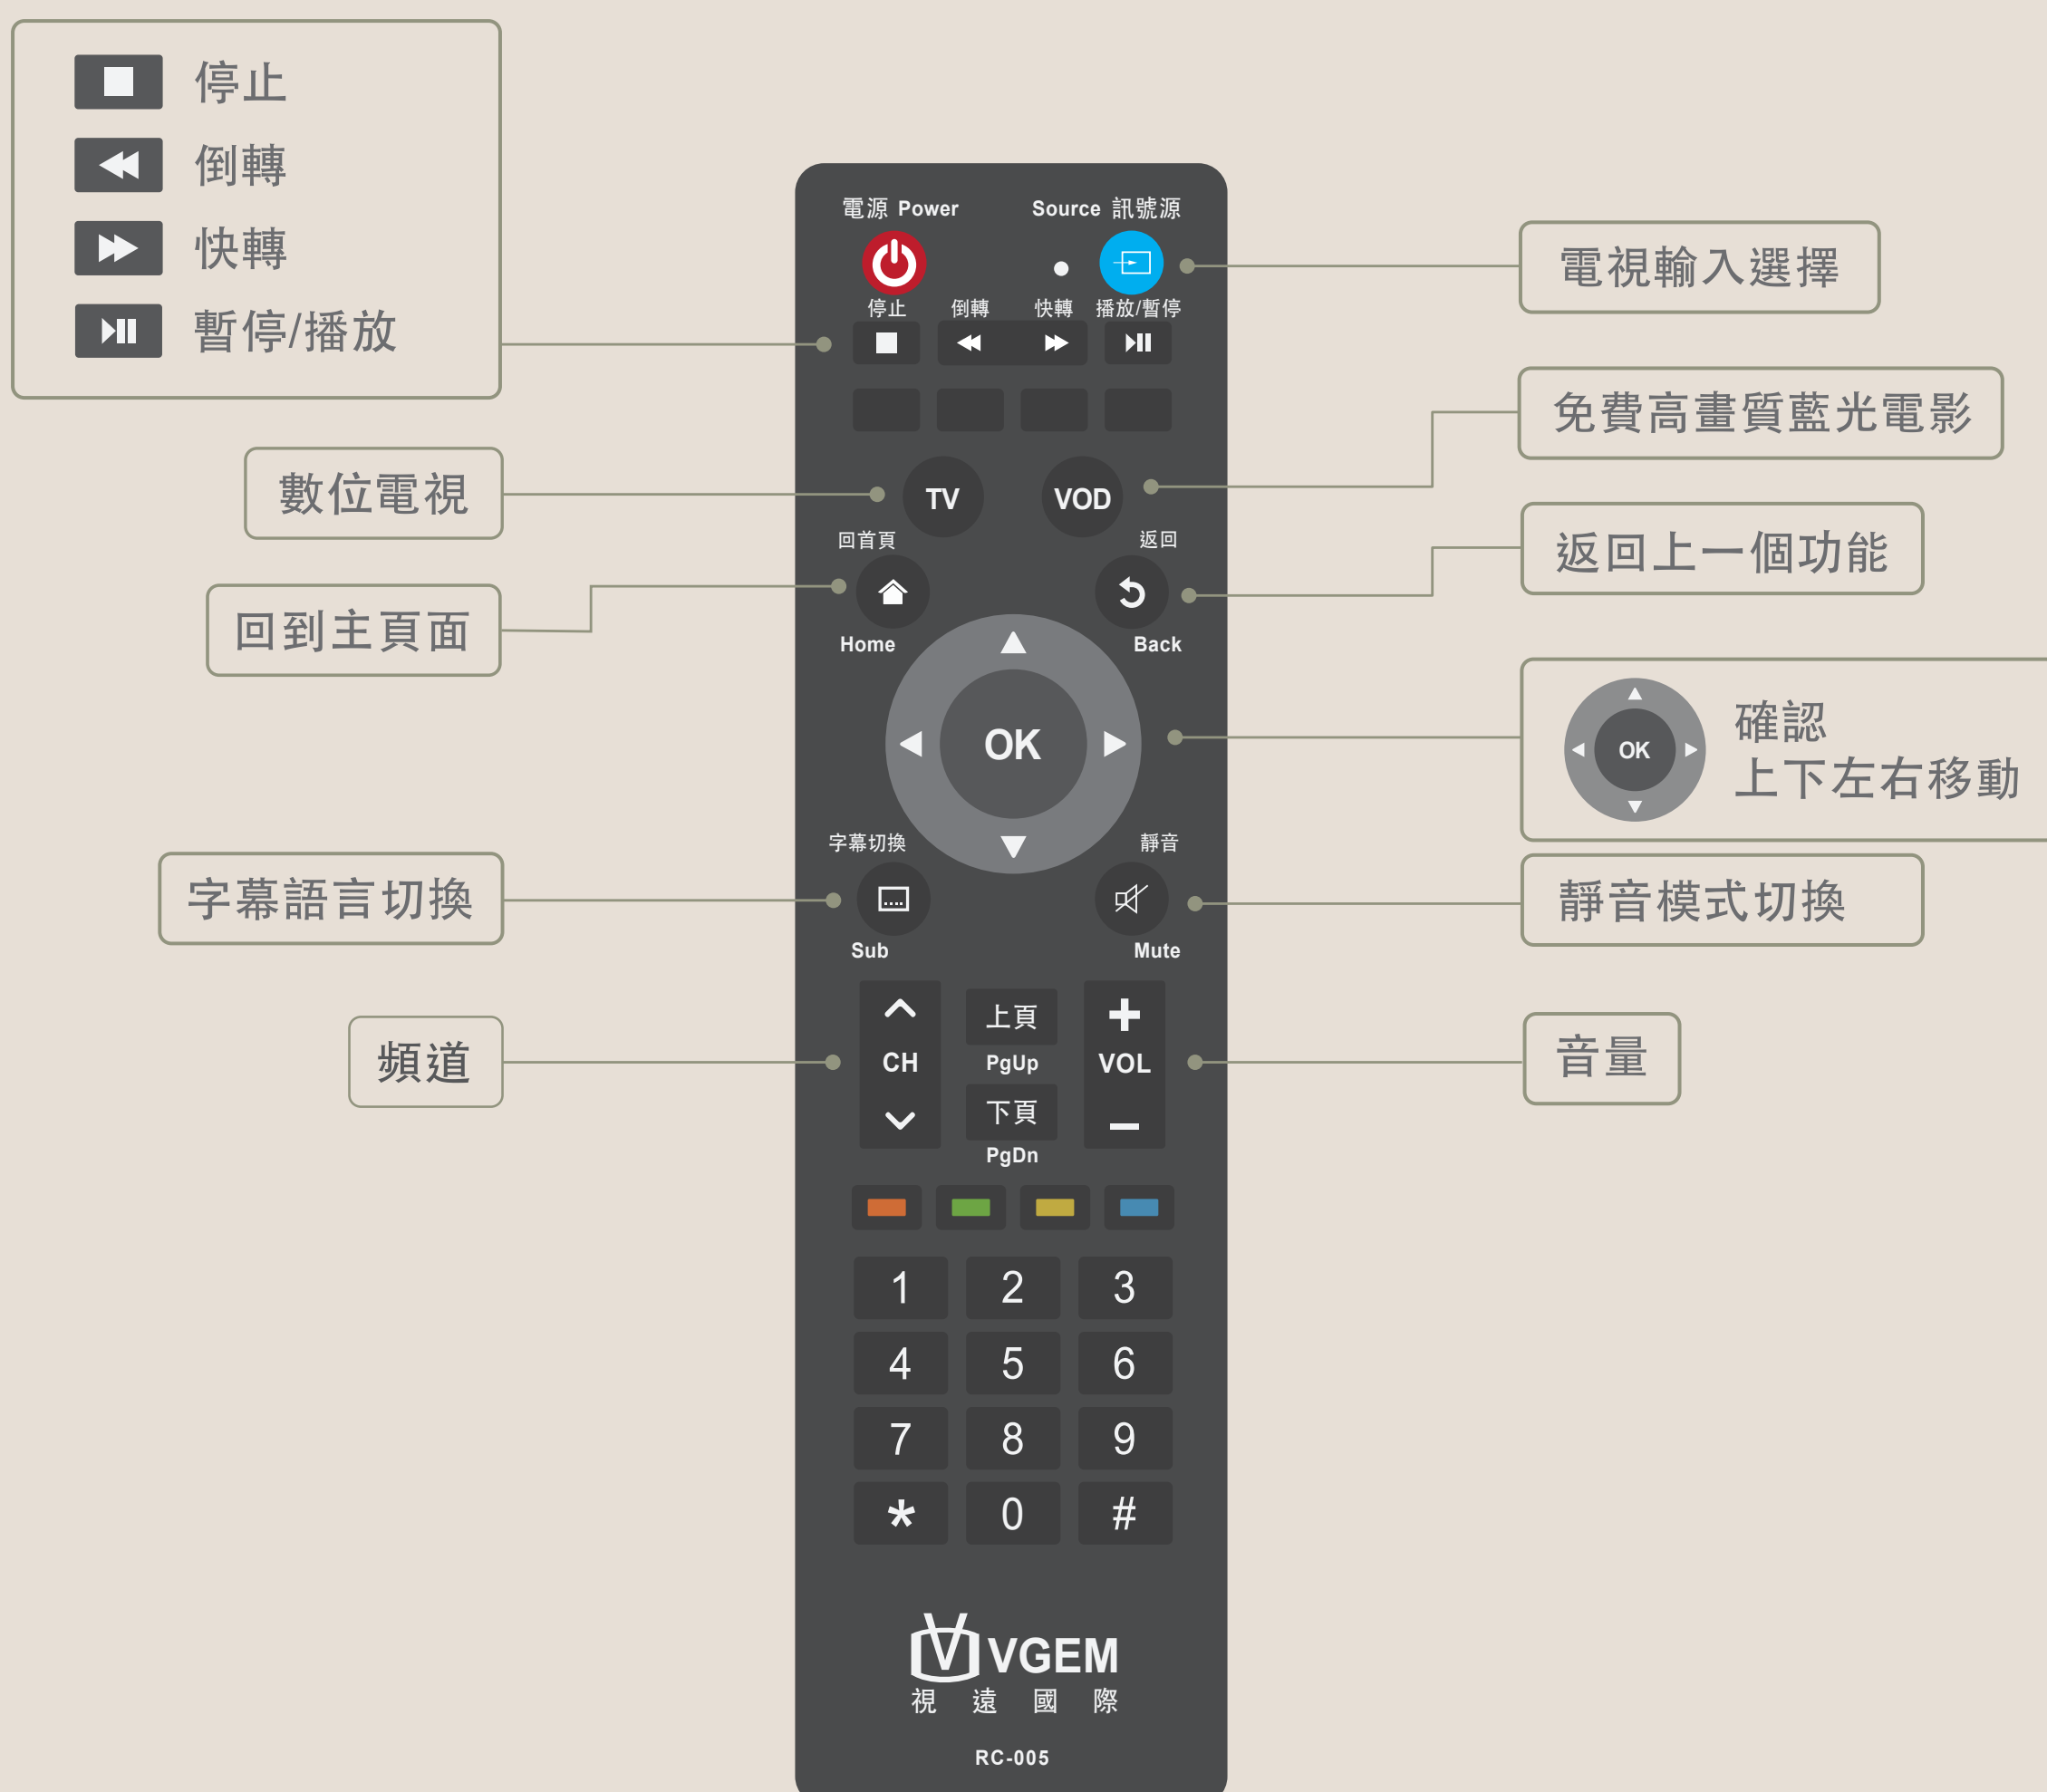 停止
倒轉
快轉
暫停/播放
數位電視
回到主頁面
字幕語言切換
頻道
電源 Power
Source 訊號源
停止 倒轉 快轉 播放/暫停
TV VOD
回首頁 返回
Home Back
OK
字幕切換 靜音
Sub Mute
上頁
CH PgUp VOL
下頁
PgDn
1 2 3
4 5 6
7 8 9
* 0 #
VGEM
視遠國際
RC-005
電視輸入選擇
免費高畫質藍光電影
返回上一個功能
OK
確認
上下左右移動
靜音模式切換
音量